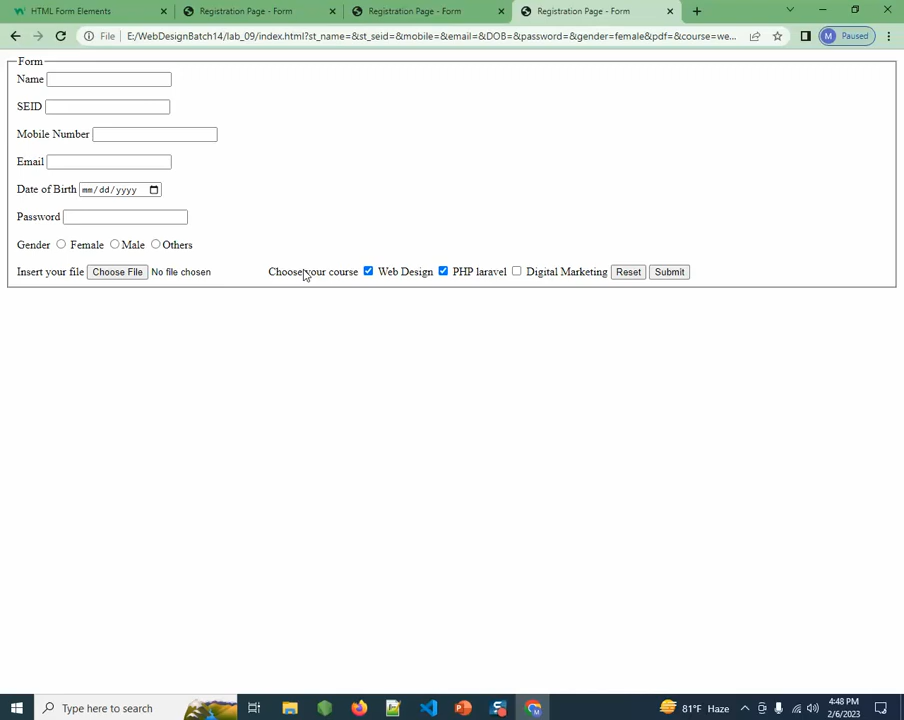 HTML Form Elements
Registration Page - Form
Registration Page - Form
Registration Page - Form
File
E:/WebDesignBatch14/lab_09/index.html?st_name=&st_seid=&mobile=&email=&DOB=&password=&gender=female&pdf=&course=we...
M Paused
Form
Name
SEID
Mobile Number
Email
Date of Birth mm/dd/yyyy
Password
Gender Female Male Others
Insert your file Choose File No file chosen Choose your course Web Design PHP laravel Digital Marketing Reset Submit
Type here to search
81°F Haze
4:48 PM
2/6/2023